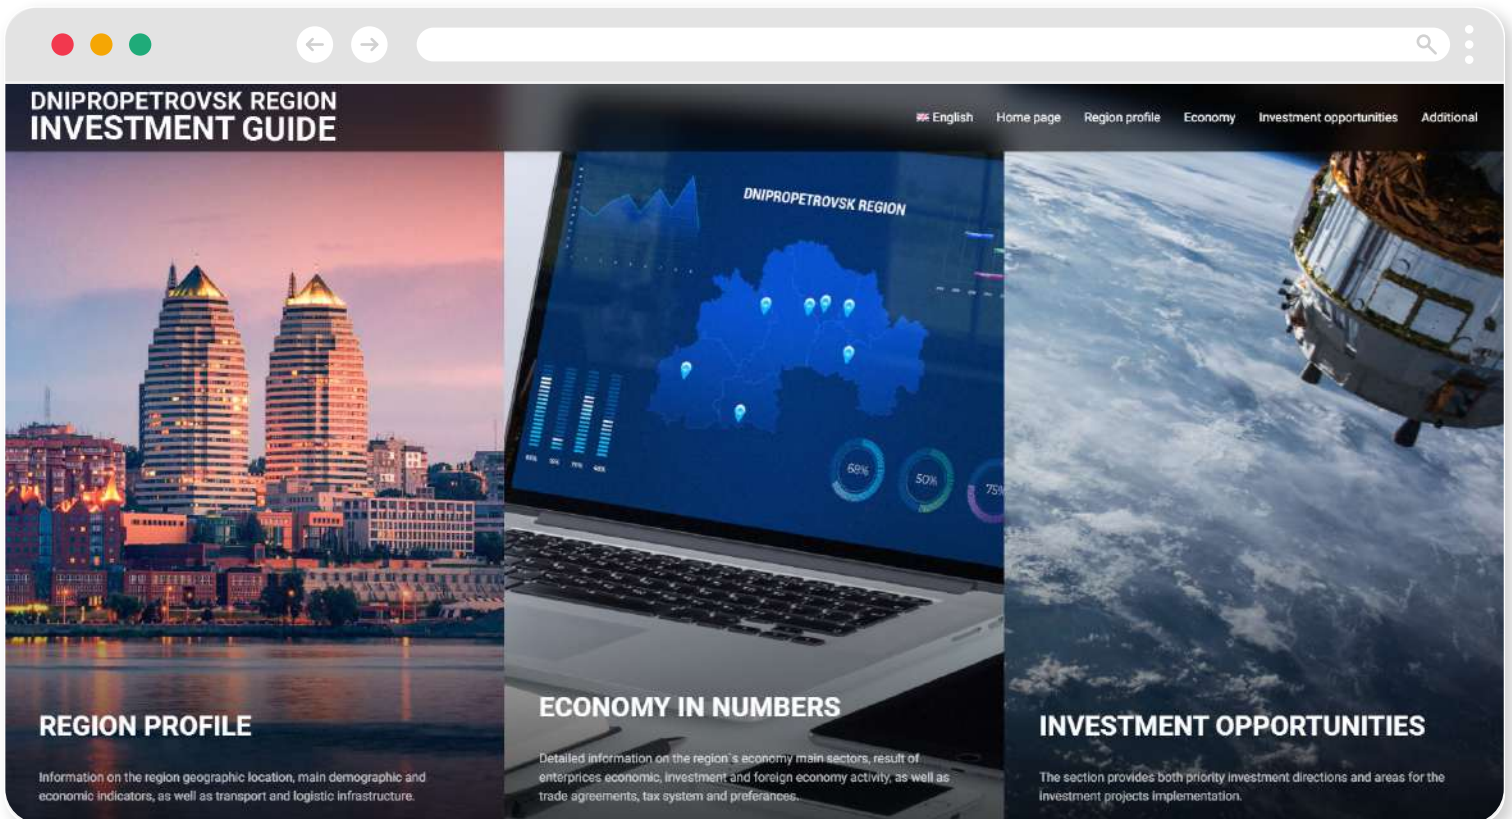 DNIPROPETROVSK REGION
INVESTMENT GUIDE
English Home page Region profile Economy Investment opportunities Additional
DNIPROPETROVSK REGION
68%
50%
75%
REGION PROFILE
Information on the region geographic location, main demographic and
economic indicators, as well as transport and logistic infrastructure.
ECONOMY IN NUMBERS
Detailed information on the region`s economy main sectors, result of
enterprices economic, investment and foreign economy activity, as well as
trade agreements, tax system and preferances.
INVESTMENT OPPORTUNITIES
The section provides both priority investment directions and areas for the
investment projects implementation.